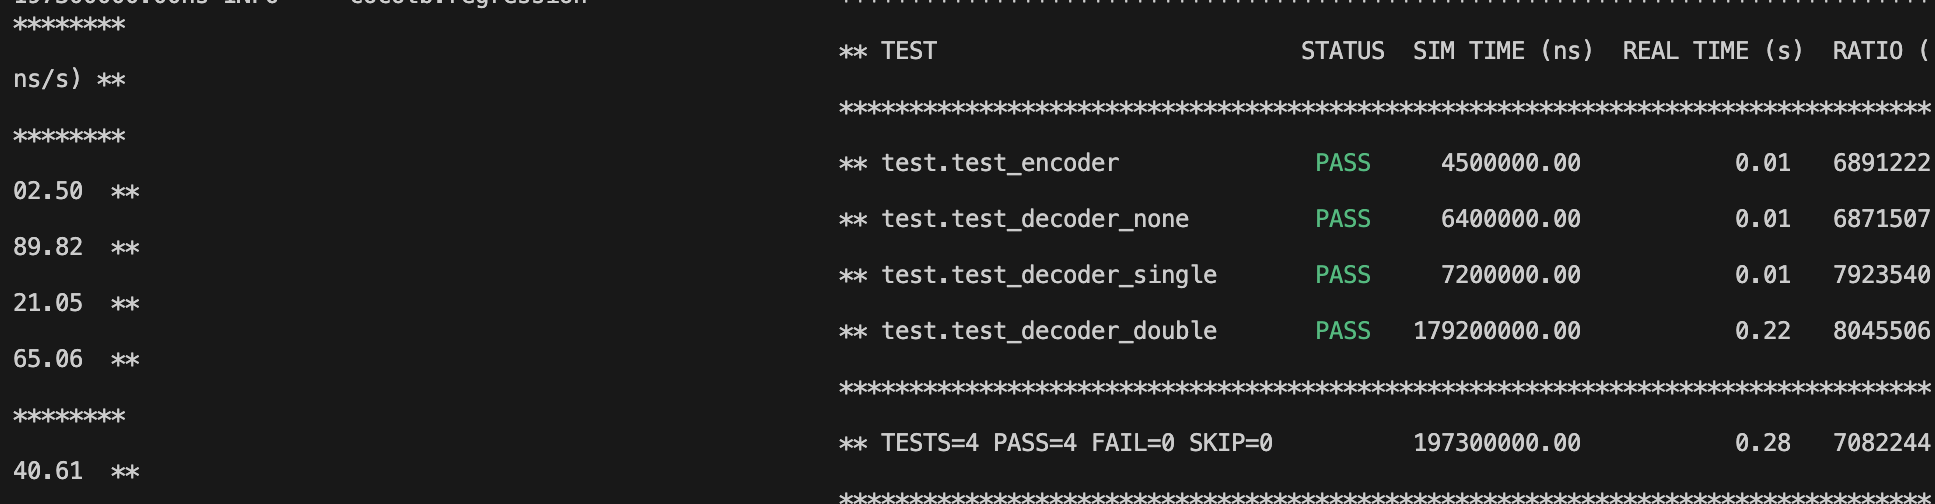 ********
** TEST STATUS SIM TIME (ns) REAL TIME (s) RATIO (
ns/s) **
******************************************************************************
********
** test.test_encoder PASS 4500000.00 0.01 6891222
02.50 **
** test.test_decoder_none PASS 6400000.00 0.01 6871507
89.82 **
** test.test_decoder_single PASS 7200000.00 0.01 7923540
21.05 **
** test.test_decoder_double PASS 179200000.00 0.22 8045506
65.06 **
******************************************************************************
********
** TESTS=4 PASS=4 FAIL=0 SKIP=0 197300000.00 0.28 7082244
40.61 **
******************************************************************************